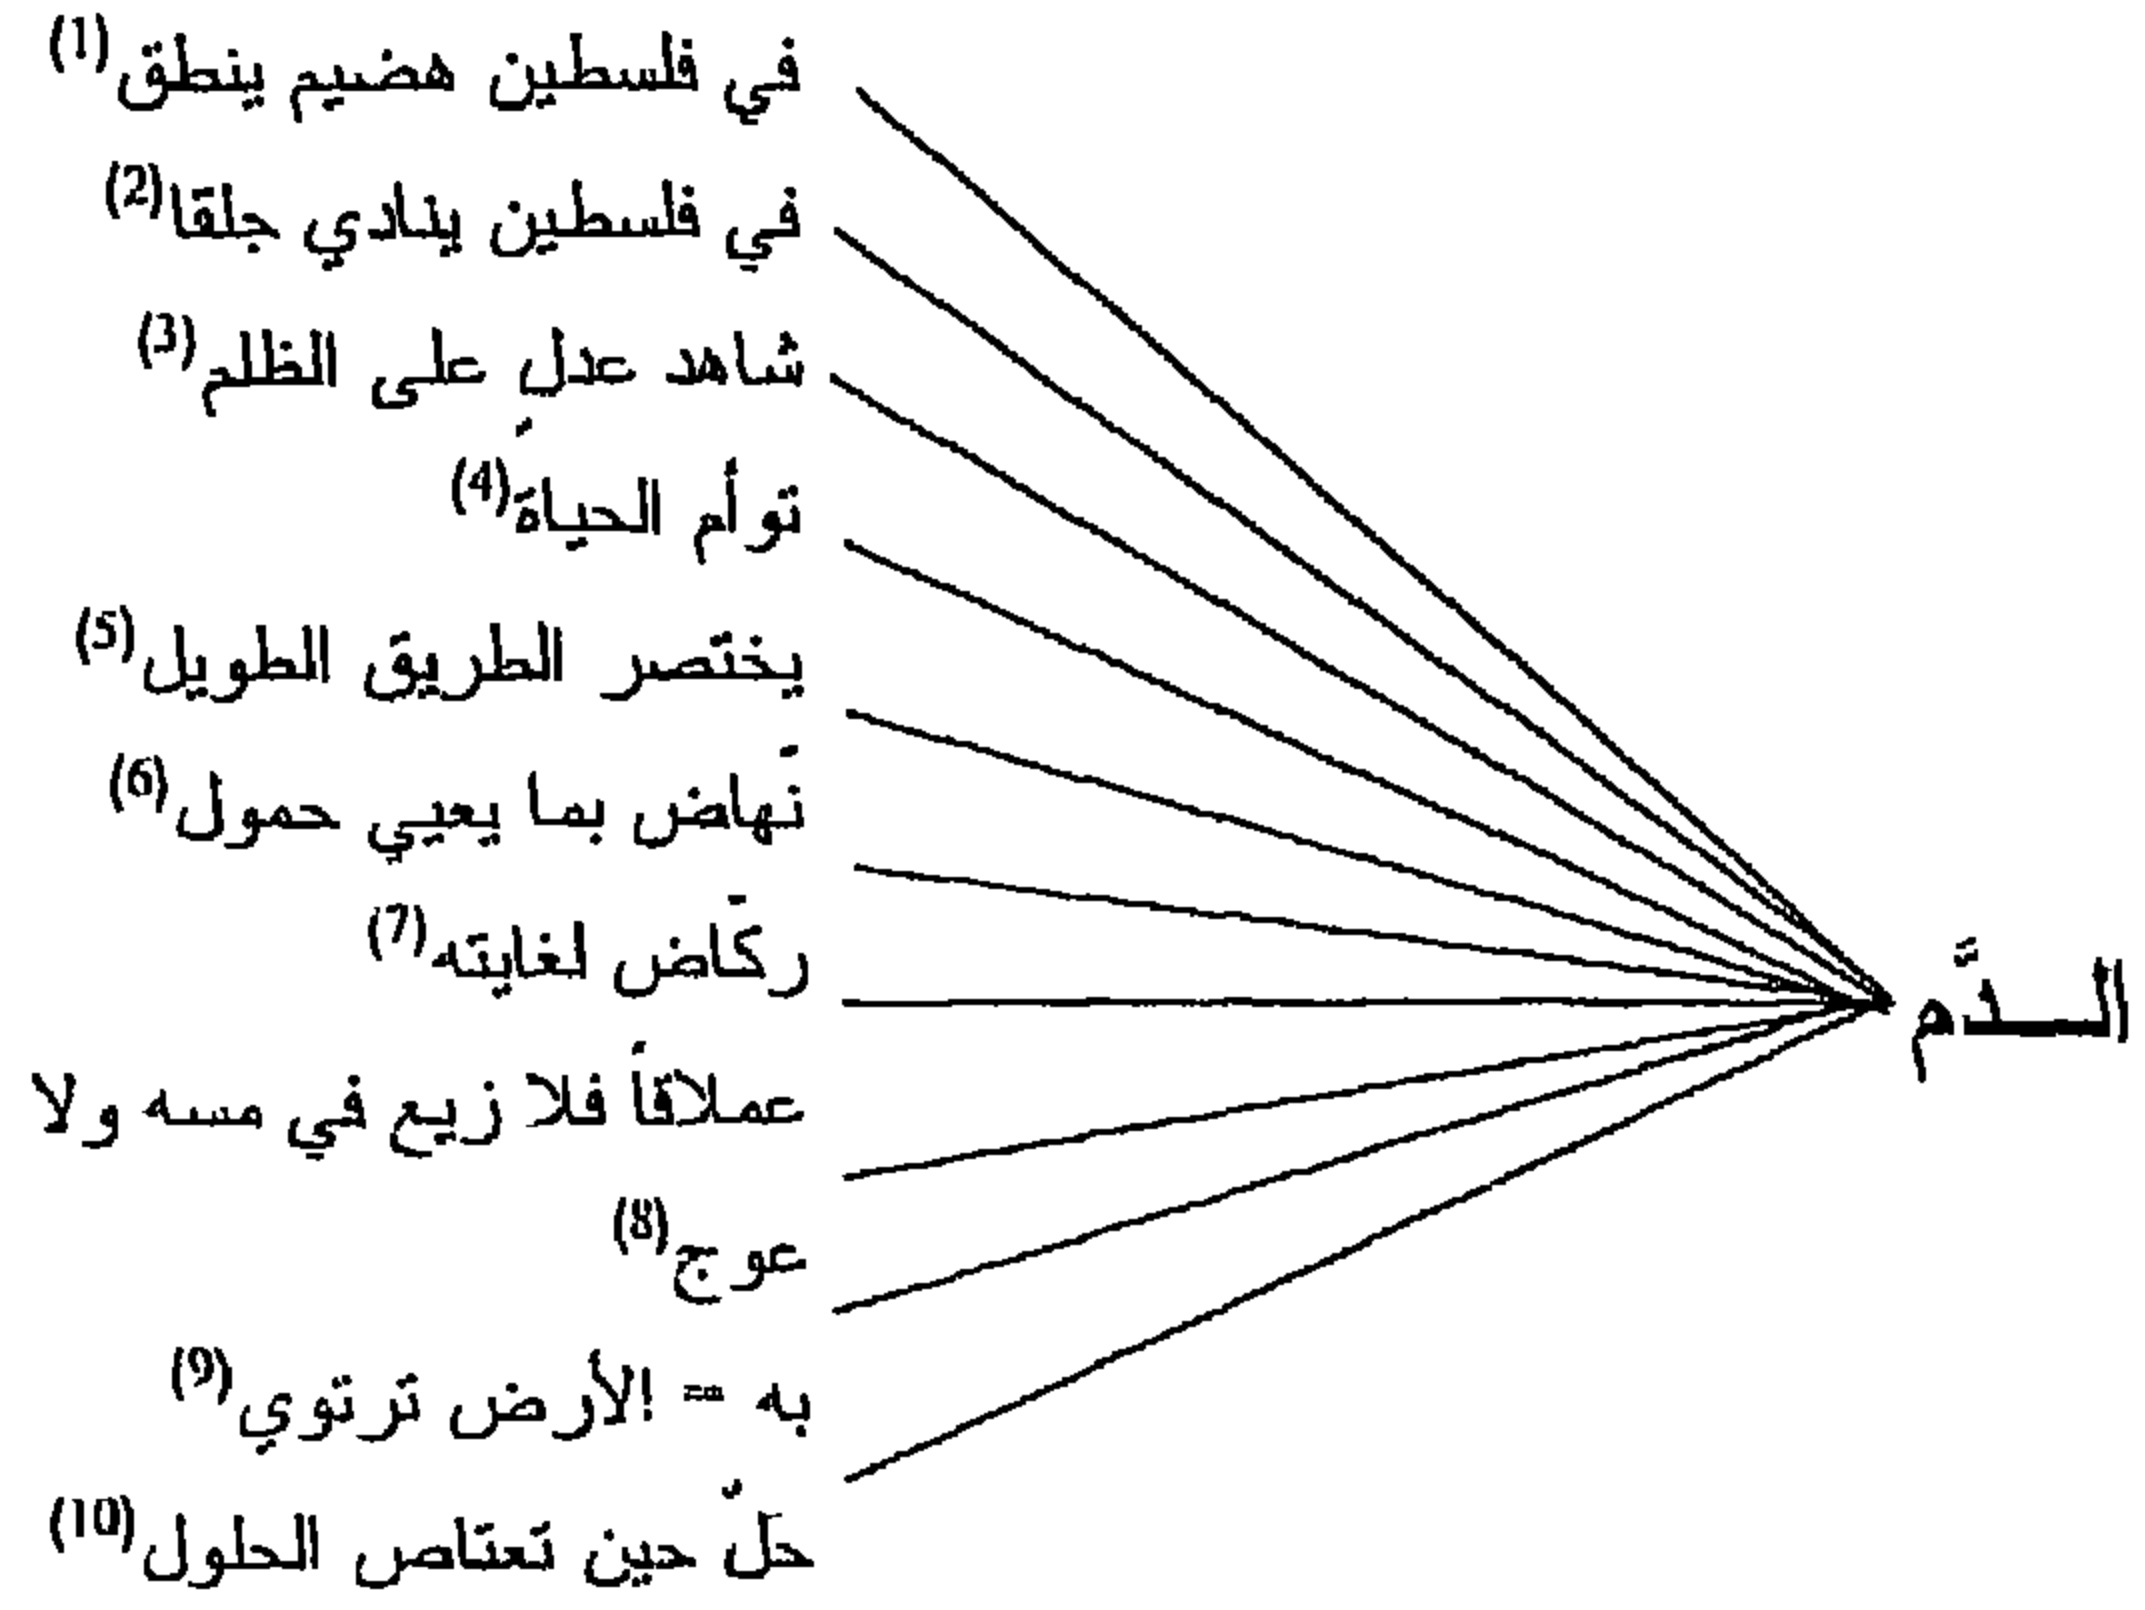 في فلسطين هضيم ينطق(1)
في فلسطين ينادي جلقا(2)
شاهد عدلٍ على الظلم(3)
توأم الحياة(4)
يختصر الطريق الطويل(5)
نَهاض بما يعيي حمول(6)
ركَاض لغايته(7)
الــدَّم
عملاقاً فلا زيع في مسه ولا
عوج(8)
به = الأرض ترتوي(9)
حلْ حين تعتاص الحلول(10)